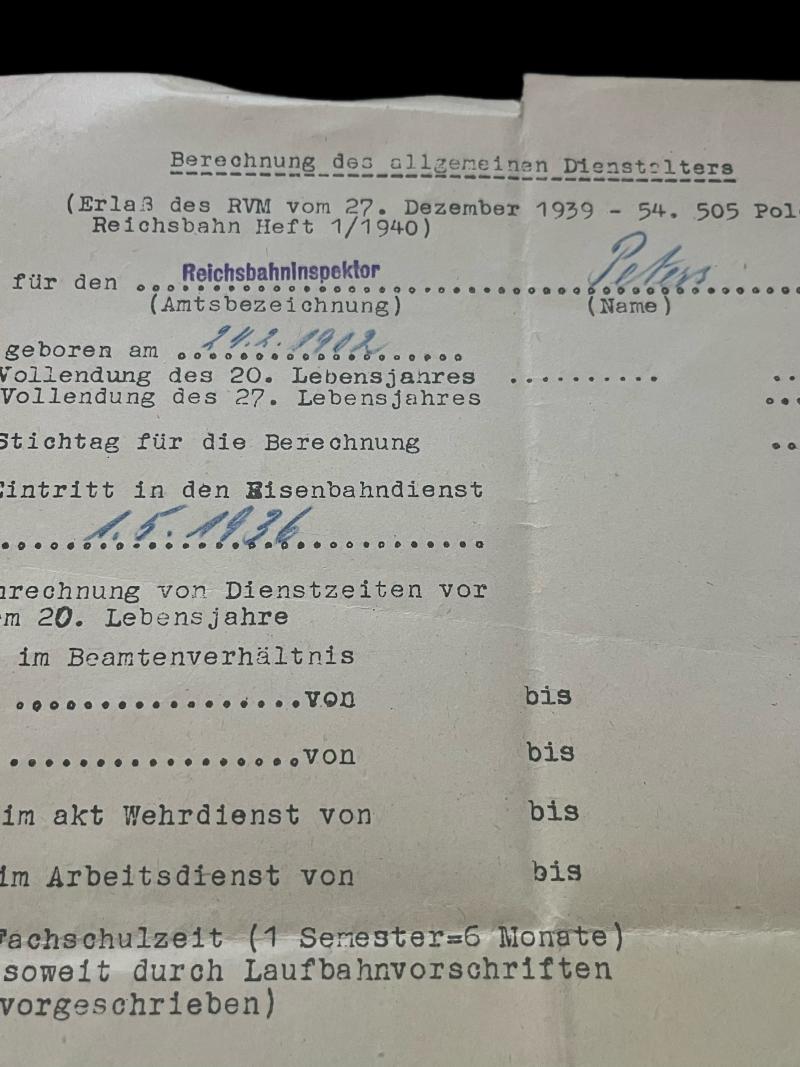 Berechnung des allgemeinen Dienstalters
(Erlaß des RVM vom 27. Dezember 1939 - 54. 505 Pol
Reichsbahn Heft 1/1940)
für den Reichsbahninspektor Peters
(Amtsbezeichnung) (Name)
geboren am 24.2.1902
Vollendung des 20. Lebensjahres ..........
Vollendung des 27. Lebensjahres
Stichtag für die Berechnung
Eintritt in den Eisenbahndienst
1.5.1936
nrechnung von Dienstzeiten vor
em 20. Lebensjahre
im Beamtenverhältnis
.................von bis
.................von bis
im akt Wehrdienst von bis
im Arbeitsdienst von bis
Fachschulzeit (1 Semester=6 Monate)
soweit durch Laufbahnvorschriften
vorgeschrieben)